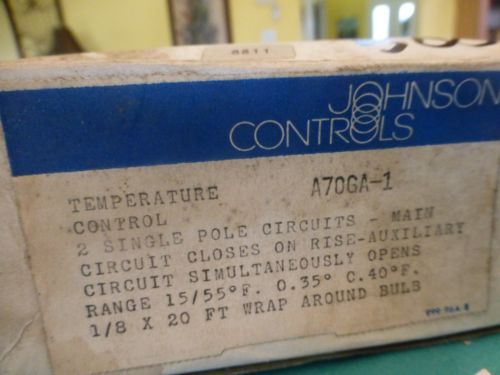 8811
JOHNSON
CONTROLS
TEMPERATURE A70GA-1
CONTROL
2 SINGLE POLE CIRCUITS - MAIN
CIRCUIT CLOSES ON RISE-AUXILIARY
CIRCUIT SIMULTANEOUSLY OPENS
RANGE 15/55°F. 0.35° C.40°F.
1/8 X 20 FT WRAP AROUND BULB